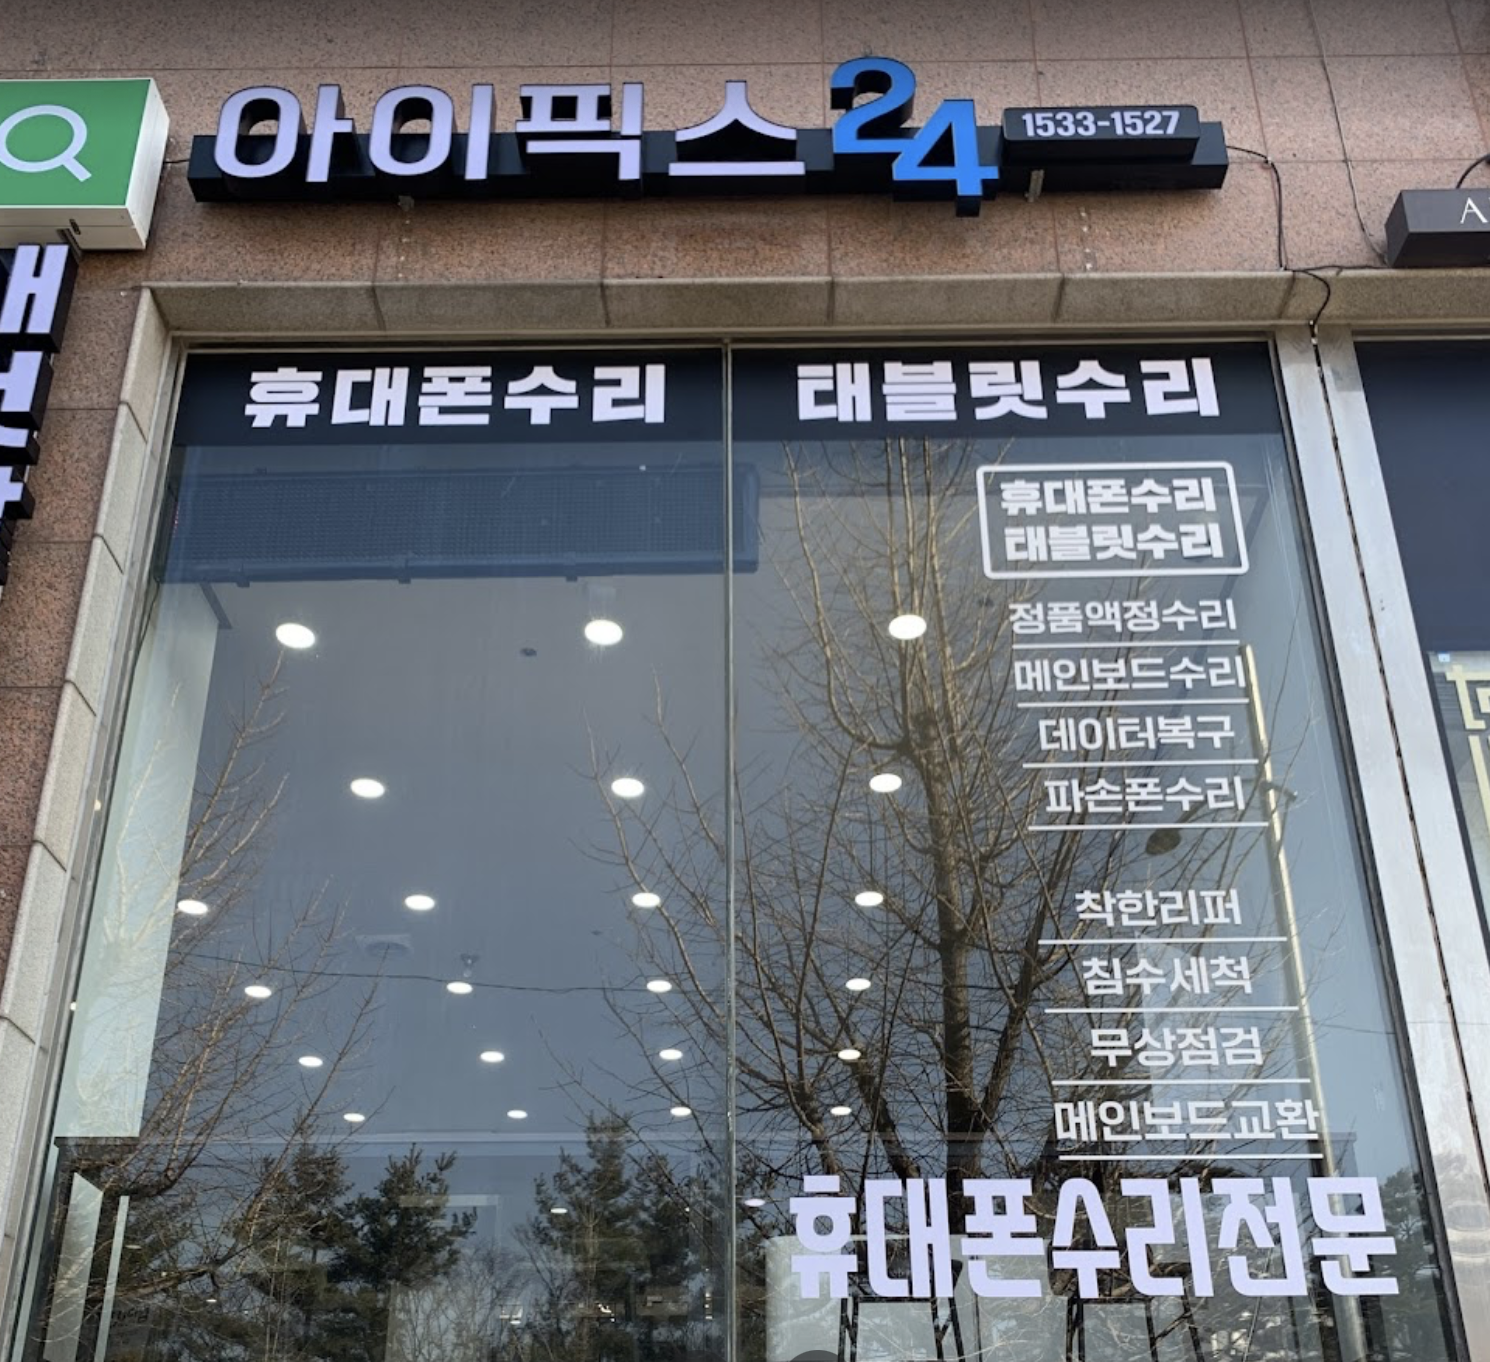 아이픽스24 1533-1527
휴대폰수리 태블릿수리
휴대폰수리
태블릿수리
정품액정수리
메인보드수리
데이터복구
파손폰수리
착한리퍼
침수세척
무상점검
메인보드교환
휴대폰수리전문